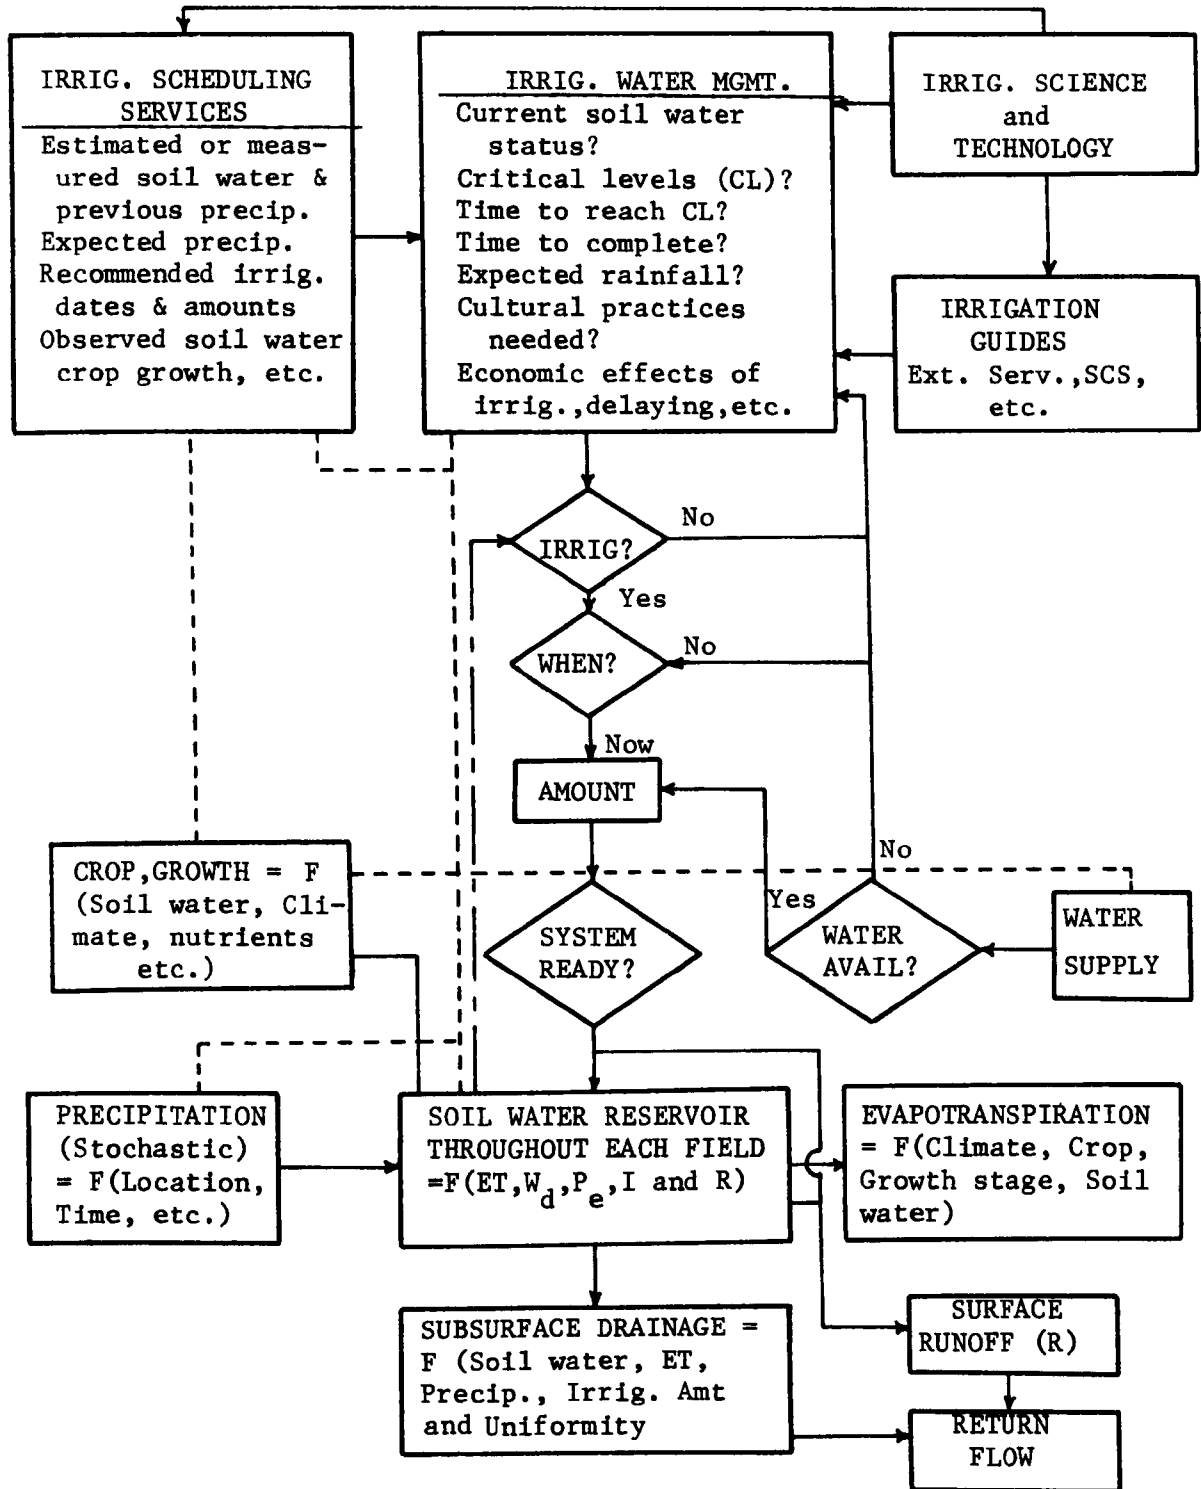 IRRIG. SCHEDULING
SERVICES
Estimated or meas-
ured soil water &
previous precip.
Expected precip.
Recommended irrig.
dates & amounts
Observed soil water
crop growth, etc.
IRRIG. WATER MGMT.
Current soil water
status?
Critical levels (CL)?
Time to reach CL?
Time to complete?
Expected rainfall?
Cultural practices
needed?
Economic effects of
irrig.,delaying,etc.
IRRIG. SCIENCE
and
TECHNOLOGY
IRRIGATION
GUIDES
Ext. Serv.,SCS,
etc.
IRRIG?
No
Yes
WHEN?
No
Now
AMOUNT
CROP,GROWTH = F
(Soil water, Cli-
mate, nutrients
etc.)
SYSTEM
READY?
Yes
No
WATER
AVAIL?
WATER
SUPPLY
PRECIPITATION
(Stochastic)
= F(Location,
Time, etc.)
SOIL WATER RESERVOIR
THROUGHOUT EACH FIELD
=F(ET,Wd,Pe,I and R)
EVAPOTRANSPIRATION
= F(Climate, Crop,
Growth stage, Soil
water)
SUBSURFACE DRAINAGE =
F (Soil water, ET,
Precip., Irrig. Amt
and Uniformity
SURFACE
RUNOFF (R)
RETURN
FLOW